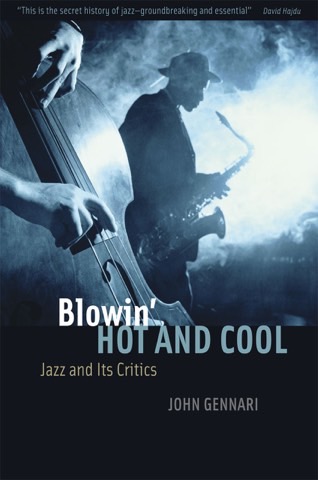 “This is the secret history of jazz—groundbreaking and essential” David Hajdu
Blowin’
HOT AND COOL
Jazz and Its Critics
JOHN GENNARI